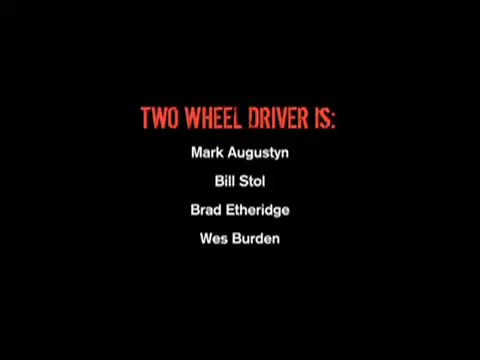 TWO WHEEL DRIVER IS:
Mark Augustyn
Bill Stol
Brad Etheridge
Wes Burden